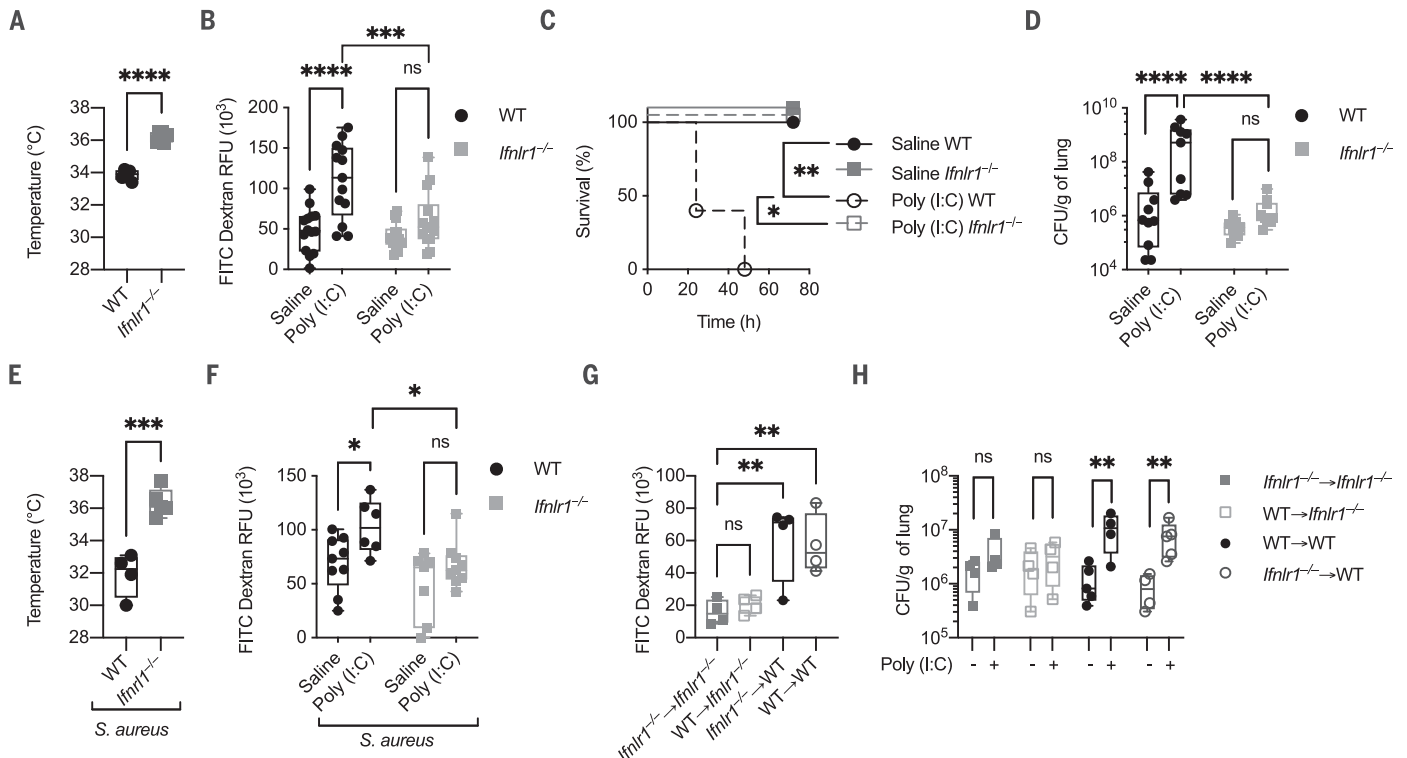 A
****
Temperature (°C)
38
36
34
32
30
28
WT
Ifnlr1⁻/⁻
B
***
****
ns
FITC Dextran RFU (10³)
200
150
100
50
0
Saline
Poly (I:C)
Saline
Poly (I:C)
WT
Ifnlr1⁻/⁻
C
Survival (%)
100
50
0
0 20 40 60 80
Time (h)
Saline WT
Saline Ifnlr1⁻/⁻
Poly (I:C) WT
Poly (I:C) Ifnlr1⁻/⁻
**
*
D
**** ****
ns
CFU/g of lung
10¹⁰
10⁸
10⁶
10⁴
Saline
Poly (I:C)
Saline
Poly (I:C)
WT
Ifnlr1⁻/⁻
E
***
Temperature (°C)
38
36
34
32
30
28
WT
Ifnlr1⁻/⁻
S. aureus
F
*
*
ns
FITC Dextran RFU (10³)
150
100
50
0
Saline
Poly (I:C)
Saline
Poly (I:C)
S. aureus
WT
Ifnlr1⁻/⁻
G
**
**
ns
FITC Dextran RFU (10³)
100
80
60
40
20
0
Ifnlr1⁻/⁻→Ifnlr1⁻/⁻
WT→Ifnlr1⁻/⁻
Ifnlr1⁻/⁻→WT
WT→WT
H
ns ns ** **
CFU/g of lung
10⁸
10⁷
10⁶
10⁵
Poly (I:C) - + - + - + - +
Ifnlr1⁻/⁻→Ifnlr1⁻/⁻
WT→Ifnlr1⁻/⁻
WT→WT
Ifnlr1⁻/⁻→WT